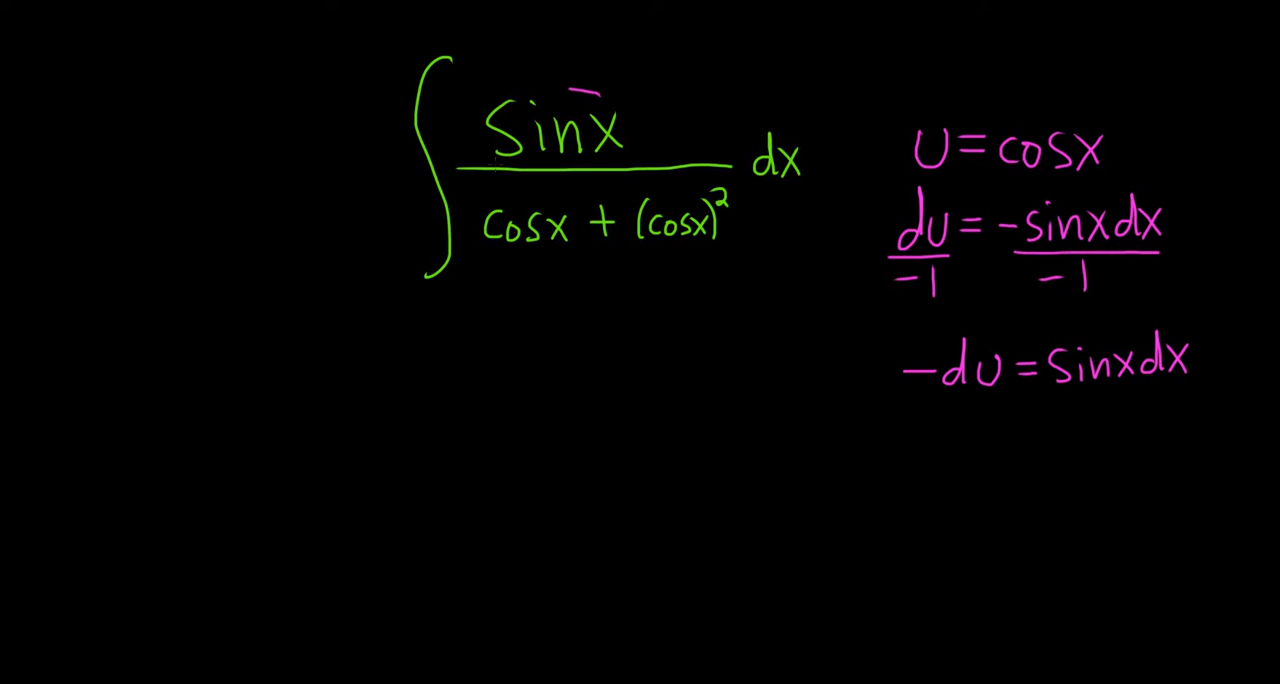 ∫ sinx / (cosx + (cosx)²) dx
u = cosx
du = -sinxdx
-1 -1
-du = sinxdx